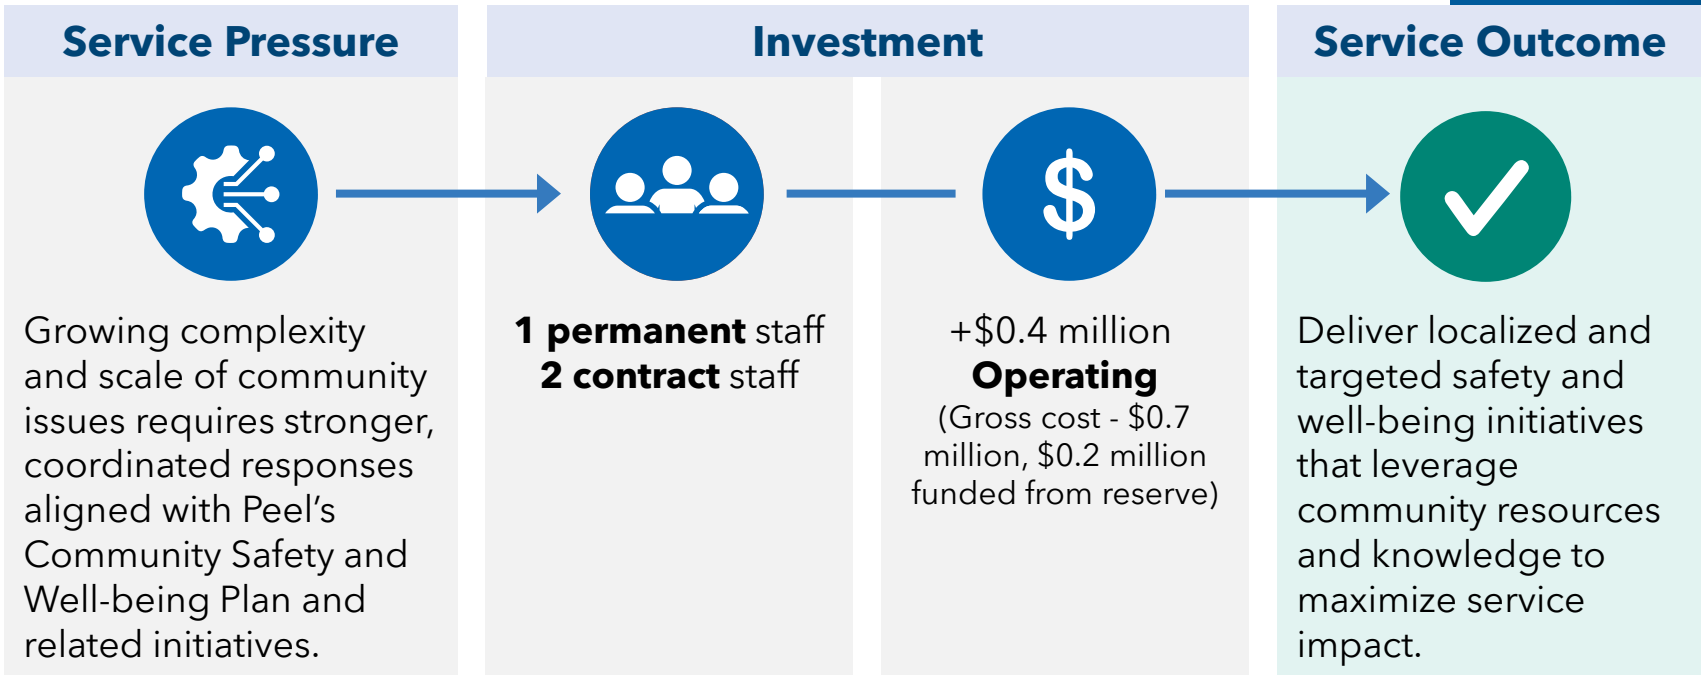 Service Pressure
Investment
Service Outcome
Growing complexity
and scale of community
issues requires stronger,
coordinated responses
aligned with Peel’s
Community Safety and
Well-being Plan and
related initiatives.
1 permanent staff
2 contract staff
$
+$0.4 million
Operating
(Gross cost - $0.7
million, $0.2 million
funded from reserve)
Deliver localized and
targeted safety and
well-being initiatives
that leverage
community resources
and knowledge to
maximize service
impact.